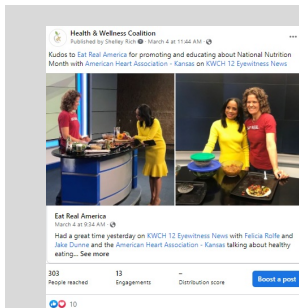 Health & Wellness Coalition
Published by Shelley Rich · March 4 at 11:44 AM ·
Kudos to Eat Real America for promoting and educating about National Nutrition
Month with American Heart Association - Kansas on KWCH 12 Eyewitness News
Eat Real America
March 4 at 9:34 AM ·
Had a great time yesterday on KWCH 12 Eyewitness News with Felicia Rolfe and
Jake Dunne and the American Heart Association - Kansas talking about healthy
eating... See more
303
People reached
13
Engagements
–
Distribution score
Boost a post
10